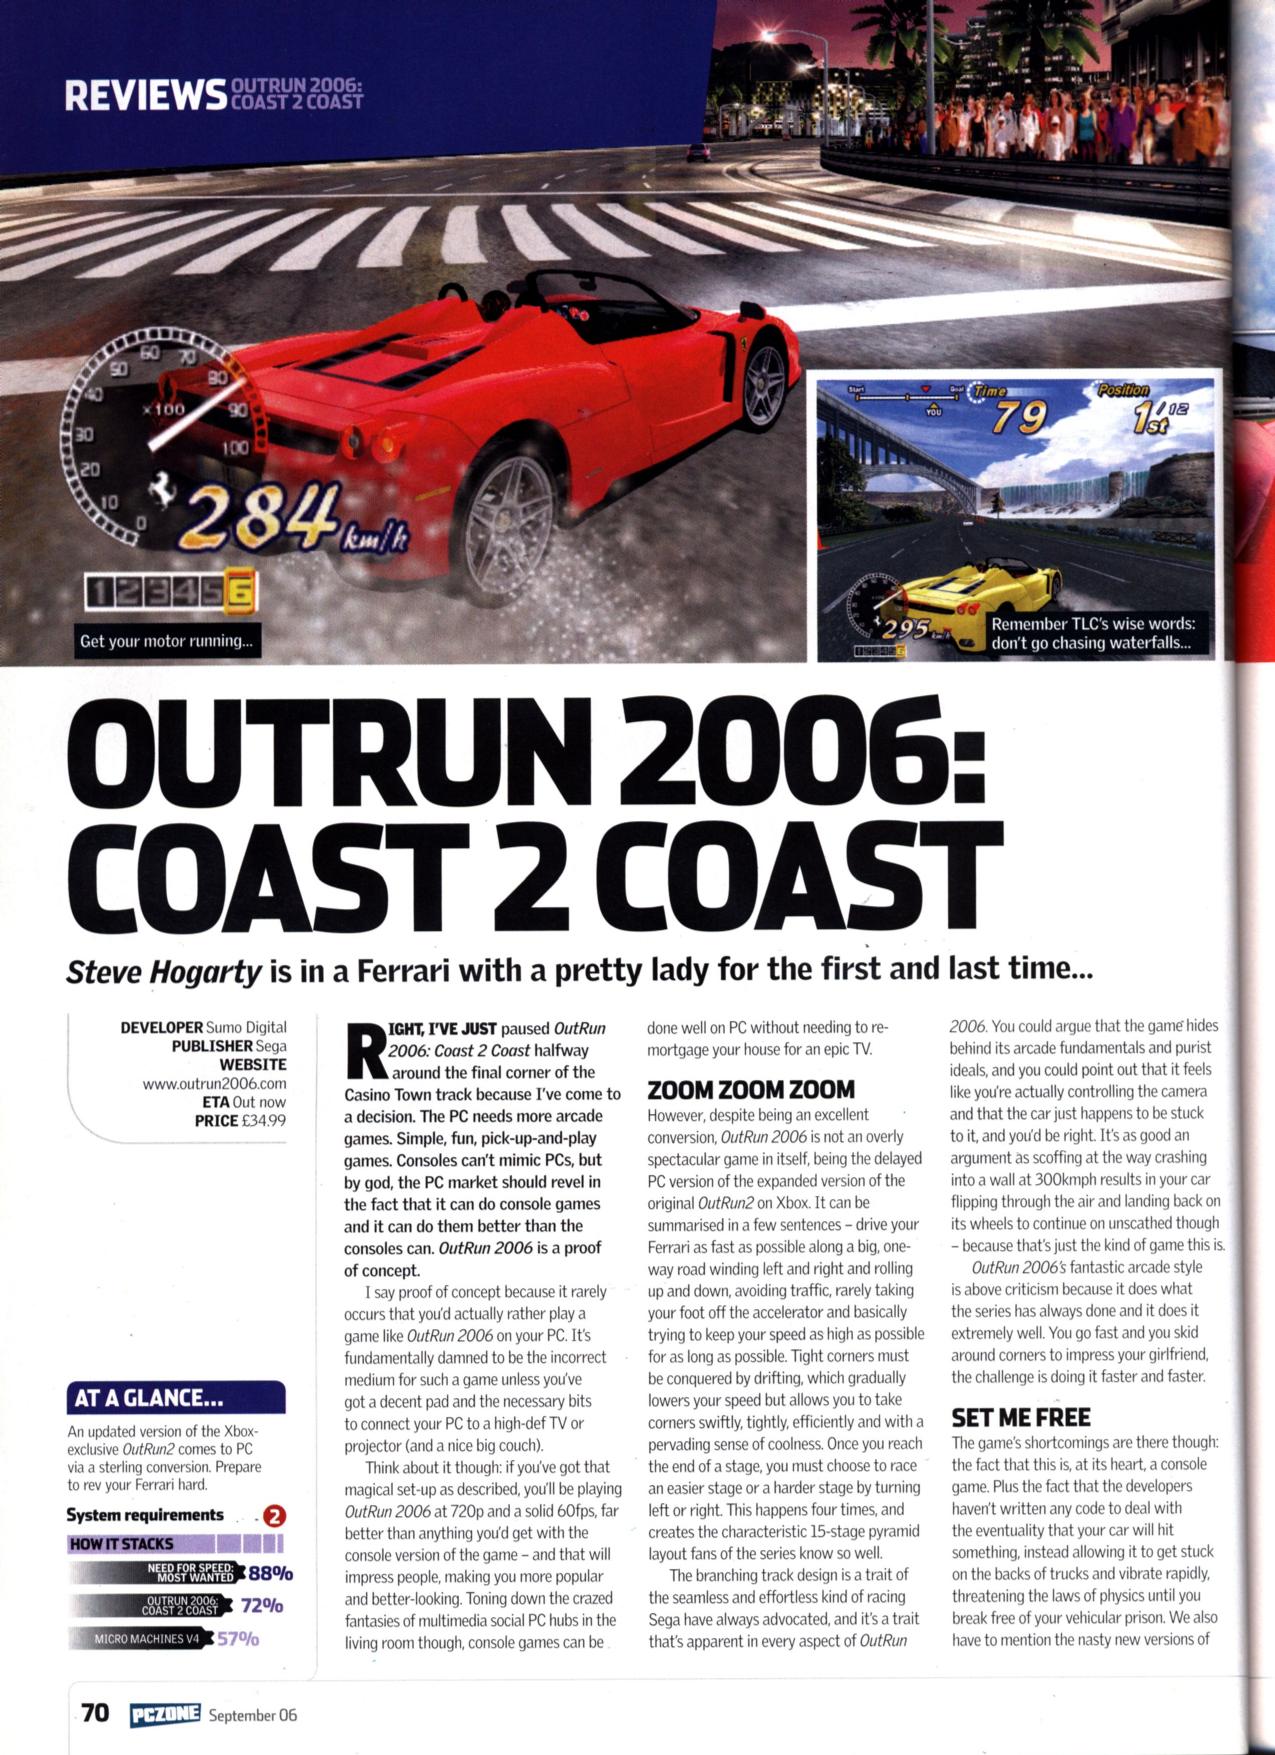 REVIEWS OUTRUN 2006:
COAST 2 COAST
60
70
50
80
40
x100
90
30
100
20
10
0
284 km/h
1 2 3 4 5 6
Get your motor running...
Start
Goal
YOU
Time
79
Position
1st/12
295 km/h
Remember TLC's wise words:
don't go chasing waterfalls...
OUTRUN 2006:
COAST 2 COAST
Steve Hogarty is in a Ferrari with a pretty lady for the first and last time...
DEVELOPER Sumo Digital
PUBLISHER Sega
WEBSITE
www.outrun2006.com
ETA Out now
PRICE £34.99
AT A GLANCE...
An updated version of the Xbox-
exclusive OutRun2 comes to PC
via a sterling conversion. Prepare
to rev your Ferrari hard.
System requirements 2
HOW IT STACKS
NEED FOR SPEED:
MOST WANTED 88%
OUTRUN 2006:
COAST 2 COAST 72%
MICRO MACHINES V4 57%
RIGHT, I'VE JUST paused OutRun
2006: Coast 2 Coast halfway
around the final corner of the
Casino Town track because I've come to
a decision. The PC needs more arcade
games. Simple, fun, pick-up-and-play
games. Consoles can't mimic PCs, but
by god, the PC market should revel in
the fact that it can do console games
and it can do them better than the
consoles can. OutRun 2006 is a proof
of concept.
I say proof of concept because it rarely
occurs that you'd actually rather play a
game like OutRun 2006 on your PC. It's
fundamentally damned to be the incorrect
medium for such a game unless you've
got a decent pad and the necessary bits
to connect your PC to a high-def TV or
projector (and a nice big couch).
Think about it though: if you've got that
magical set-up as described, you'll be playing
OutRun 2006 at 720p and a solid 60fps, far
better than anything you'd get with the
console version of the game – and that will
impress people, making you more popular
and better-looking. Toning down the crazed
fantasies of multimedia social PC hubs in the
living room though, console games can be
done well on PC without needing to re-
mortgage your house for an epic TV.
ZOOM ZOOM ZOOM
However, despite being an excellent
conversion, OutRun 2006 is not an overly
spectacular game in itself, being the delayed
PC version of the expanded version of the
original OutRun2 on Xbox. It can be
summarised in a few sentences – drive your
Ferrari as fast as possible along a big, one-
way road winding left and right and rolling
up and down, avoiding traffic, rarely taking
your foot off the accelerator and basically
trying to keep your speed as high as possible
for as long as possible. Tight corners must
be conquered by drifting, which gradually
lowers your speed but allows you to take
corners swiftly, tightly, efficiently and with a
pervading sense of coolness. Once you reach
the end of a stage, you must choose to race
an easier stage or a harder stage by turning
left or right. This happens four times, and
creates the characteristic 15-stage pyramid
layout fans of the series know so well.
The branching track design is a trait of
the seamless and effortless kind of racing
Sega have always advocated, and it's a trait
that's apparent in every aspect of OutRun
2006. You could argue that the game hides
behind its arcade fundamentals and purist
ideals, and you could point out that it feels
like you're actually controlling the camera
and that the car just happens to be stuck
to it, and you'd be right. It's as good an
argument as scoffing at the way crashing
into a wall at 300kmph results in your car
flipping through the air and landing back on
its wheels to continue on unscathed though
– because that's just the kind of game this is.
OutRun 2006's fantastic arcade style
is above criticism because it does what
the series has always done and it does it
extremely well. You go fast and you skid
around corners to impress your girlfriend,
the challenge is doing it faster and faster.
SET ME FREE
The game's shortcomings are there though:
the fact that this is, at its heart, a console
game. Plus the fact that the developers
haven't written any code to deal with
the eventuality that your car will hit
something, instead allowing it to get stuck
on the backs of trucks and vibrate rapidly,
threatening the laws of physics until you
break free of your vehicular prison. We also
have to mention the nasty new versions of
70 PCZONE September 06